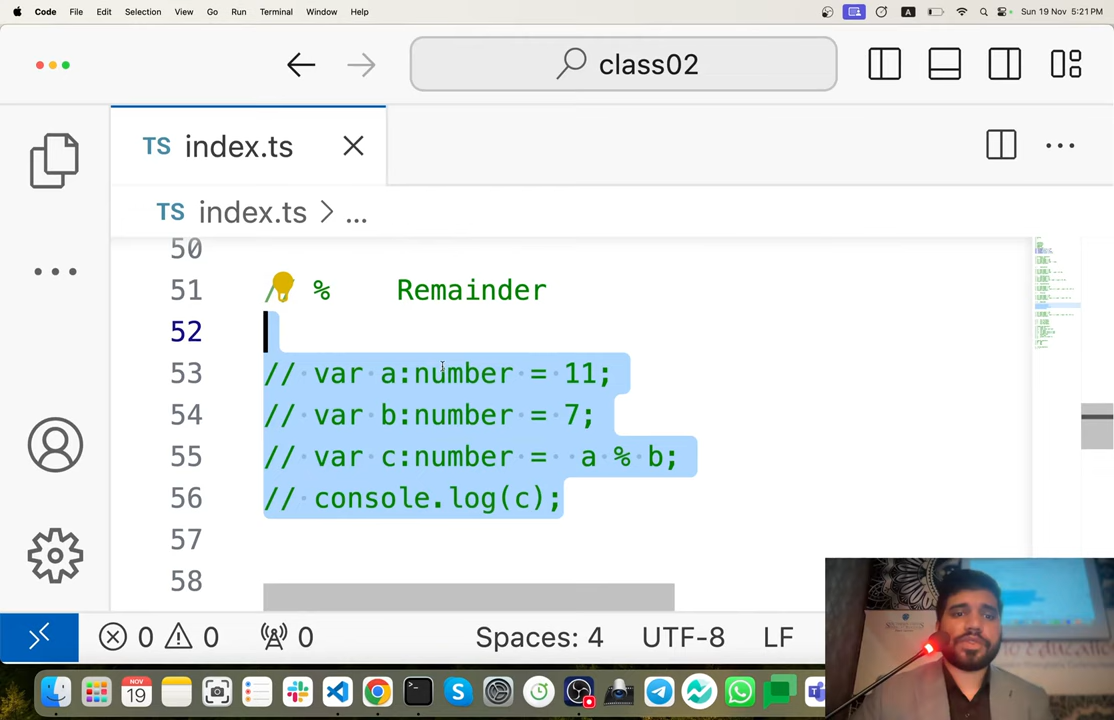 Code File Edit Selection View Go Run Terminal Window Help A Sun 19 Nov 5:21 PM
class02
TS index.ts
TS index.ts > ...
50
51 / % Remainder
52
53 // var a:number = 11;
54 // var b:number = 7;
55 // var c:number = a % b;
56 // console.log(c);
57
58
0 0 0 Spaces: 4 UTF-8 LF
NOV
19